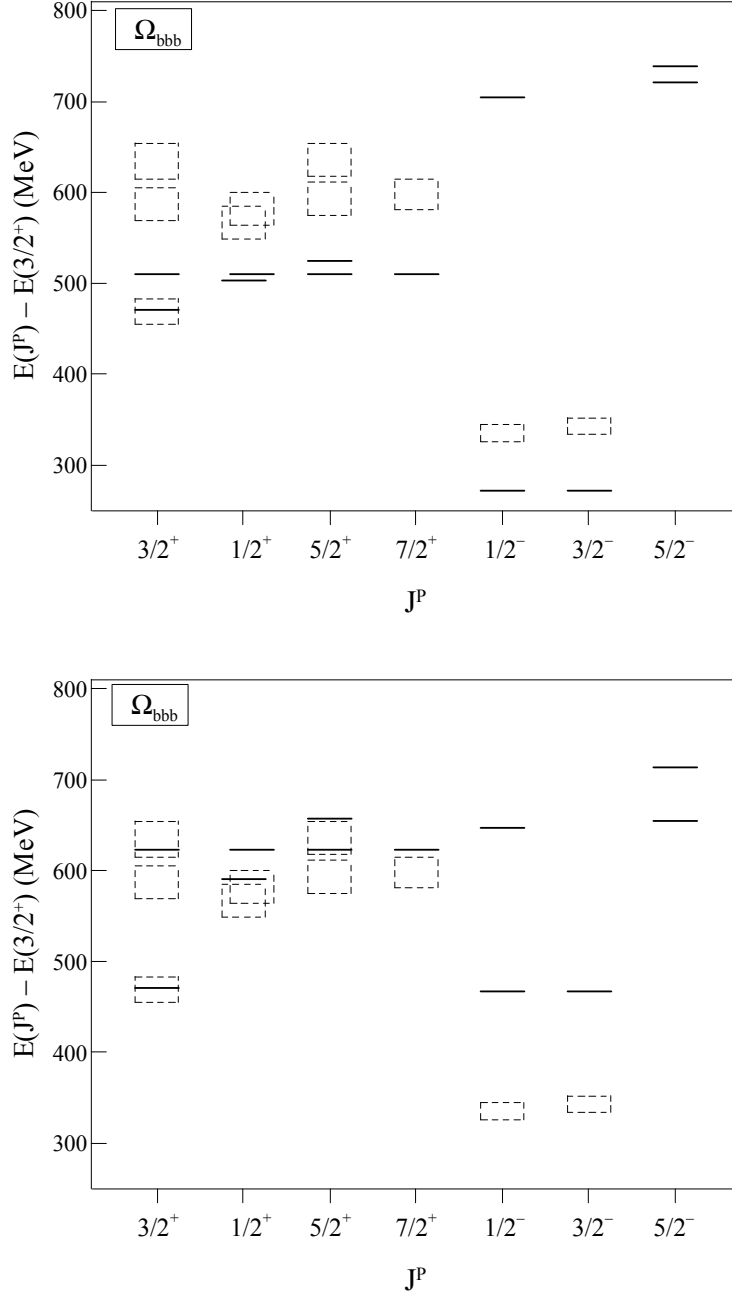 800
Ω_bbb
700
600
500
400
300
E(J^P) − E(3/2^+) (MeV)
3/2^+ 1/2^+ 5/2^+ 7/2^+ 1/2^− 3/2^− 5/2^−
J^P
800
Ω_bbb
700
600
500
400
300
E(J^P) − E(3/2^+) (MeV)
3/2^+ 1/2^+ 5/2^+ 7/2^+ 1/2^− 3/2^− 5/2^−
J^P